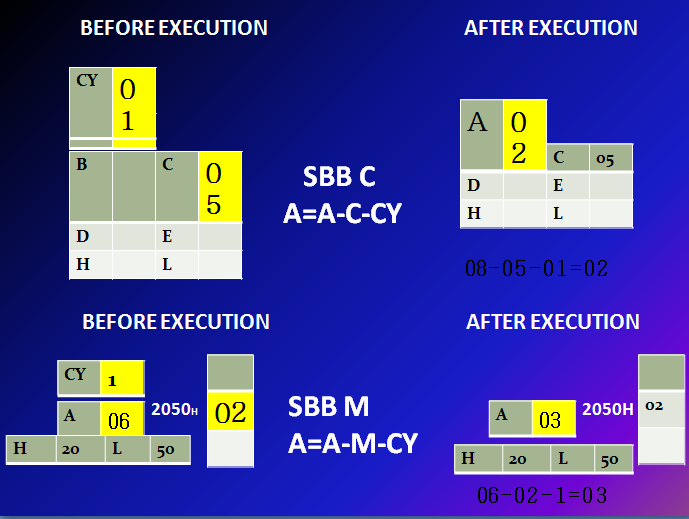 BEFORE EXECUTION
AFTER EXECUTION
CY 0
1
A 0
2
C 05
B C 0
5
D E
H L
D E
H L
SBB C
A=A-C-CY
08-05-01=02
BEFORE EXECUTION
AFTER EXECUTION
CY 1
A 06
2050H
02
H 20 L 50
SBB M
A=A-M-CY
A 03
2050H
02
H 20 L 50
06-02-1=03